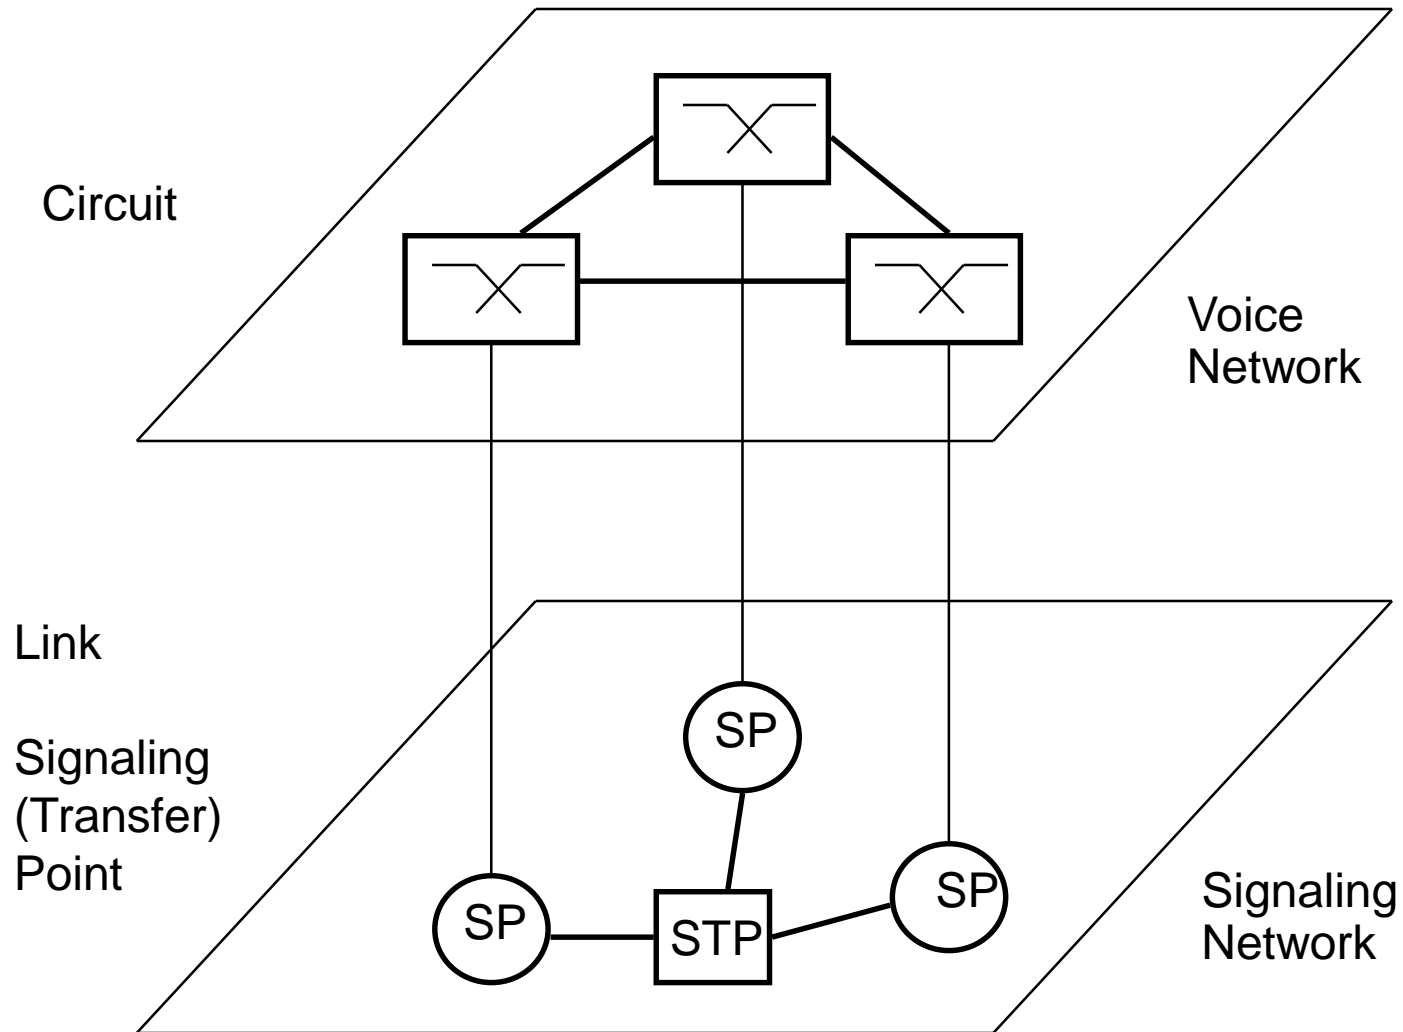 Circuit
Voice
Network
Link
SP
Signaling
(Transfer)
Point
SP
SP
STP
Signaling
Network